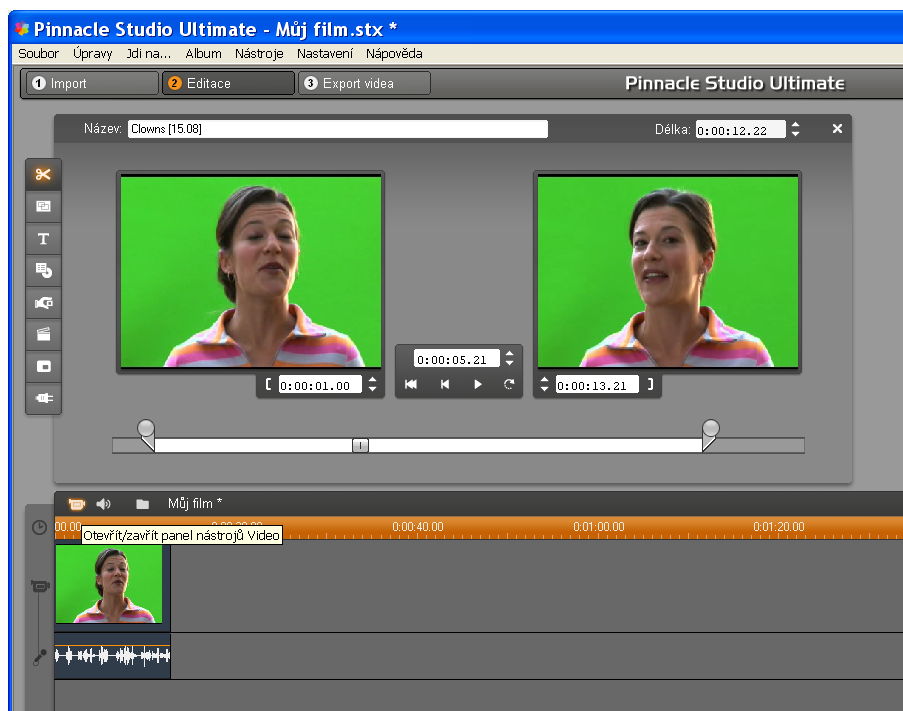 Pinnacle Studio Ultimate - Můj film.stx *
Soubor Úpravy Jdi na... Album Nástroje Nastavení Nápověda
1 Import 2 Editace 3 Export videa Pinnacle Studio Ultimate
Název: Clowns [15.08] Délka: 0:00:12.22
T
0:00:05.21
[ 0:00:01.00 0:00:13.21 ]
Můj film *
00.00 0:00:40.00 0:01:00.00 0:01:20.00
Otevřít/zavřít panel nástrojů Video